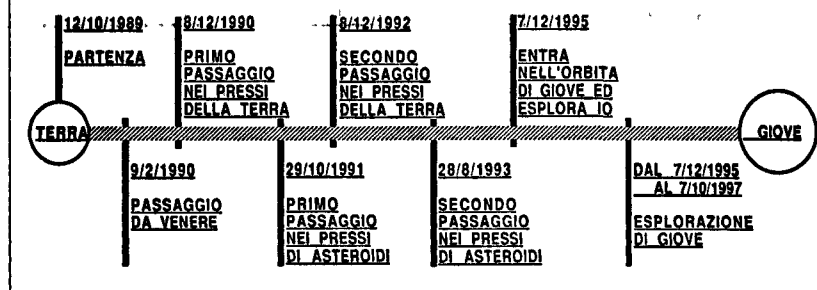 12/10/1989
PARTENZA
8/12/1990
PRIMO
PASSAGGIO
NEI PRESSI
DELLA TERRA
8/12/1992
SECONDO
PASSAGGIO
NEI PRESSI
DELLA TERRA
7/12/1995
ENTRA
NELL'ORBITA
DI GIOVE ED
ESPLORA IO
TERRA
GIOVE
9/2/1990
PASSAGGIO
DA VENERE
29/10/1991
PRIMO
PASSAGGIO
NEI PRESSI
DI ASTEROIDI
28/8/1993
SECONDO
PASSAGGIO
NEI PRESSI
DI ASTEROIDI
DAL 7/12/1995
AL 7/10/1997
ESPLORAZIONE
DI GIOVE